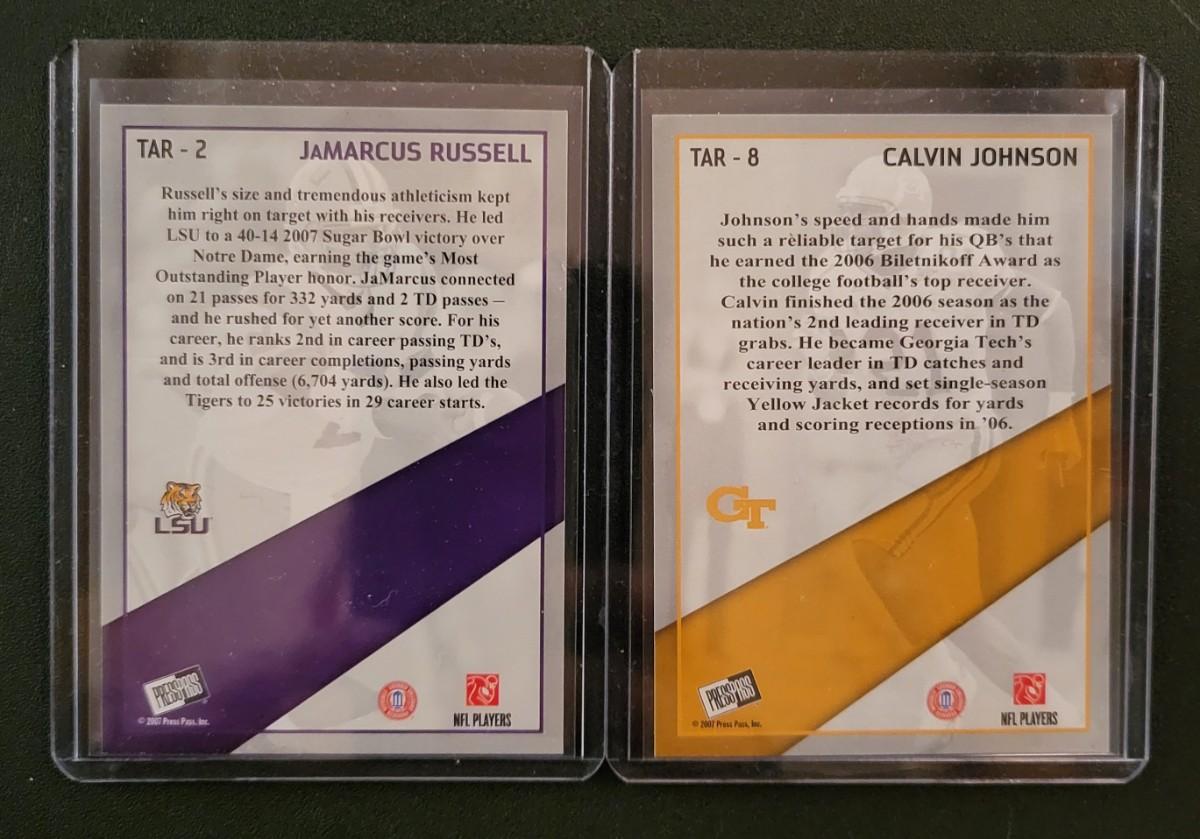 TAR - 2 JAMARCUS RUSSELL
Russell's size and tremendous athleticism kept
him right on target with his receivers. He led
LSU to a 40-14 2007 Sugar Bowl victory over
Notre Dame, earning the game's Most
Outstanding Player honor. JaMarcus connected
on 21 passes for 332 yards and 2 TD passes –
and he rushed for yet another score. For his
career, he ranks 2nd in career passing TD's,
and is 3rd in career completions, passing yards
and total offense (6,704 yards). He also led the
Tigers to 25 victories in 29 career starts.
LSU
PRESS PASS
© 2007 Press Pass, Inc.
NFL PLAYERS
TAR - 8 CALVIN JOHNSON
Johnson's speed and hands made him
such a reliable target for his QB's that
he earned the 2006 Biletnikoff Award as
the college football's top receiver.
Calvin finished the 2006 season as the
nation's 2nd leading receiver in TD
grabs. He became Georgia Tech's
career leader in TD catches and
receiving yards, and set single-season
Yellow Jacket records for yards
and scoring receptions in '06.
GT
PRESS PASS
© 2007 Press Pass, Inc.
NFL PLAYERS